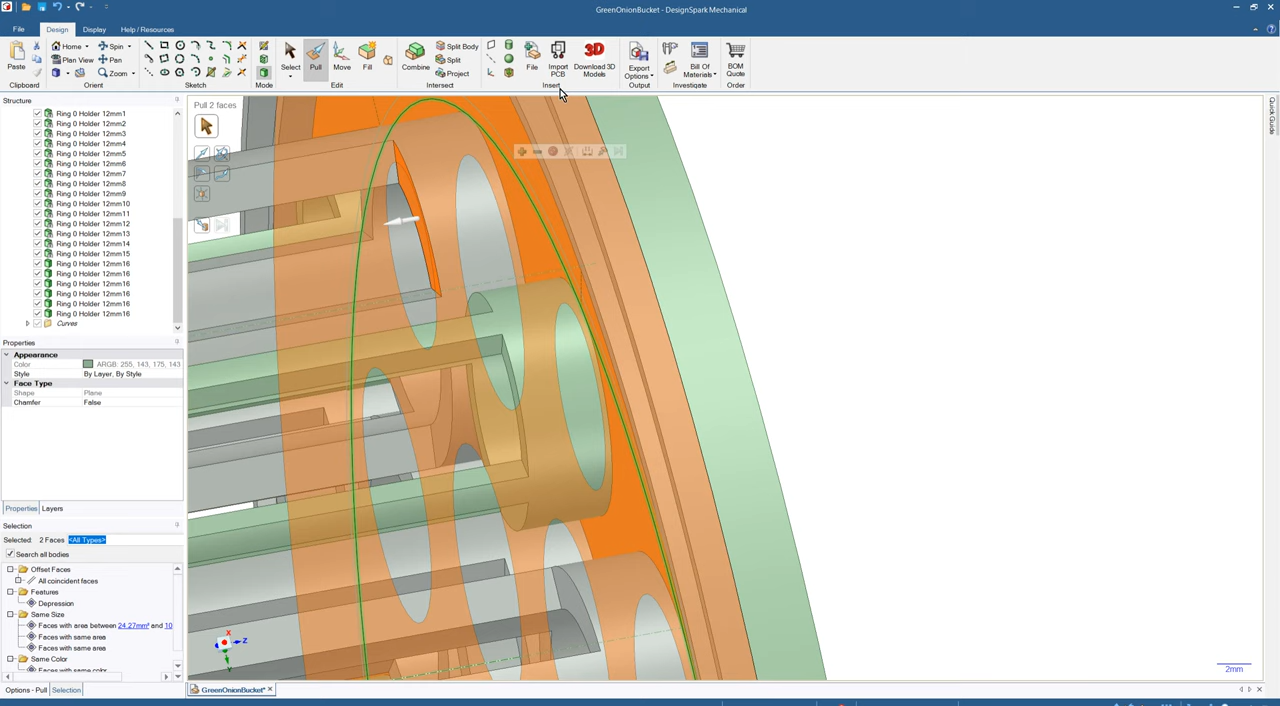 GreenOnionBucket - DesignSpark Mechanical
File Design Display Help / Resources
Home Spin
Plan View Pan
Zoom
Paste
Select Pull Move Fill
Combine
Split Body
Split
Project
File Import PCB Download 3D Models
Export Options
Bill Of Materials
BOM Quote
Clipboard Orient Sketch Mode Edit Intersect Insert Output Investigate Order
Structure
Pull 2 faces
Quick Guide
Ring 0 Holder 12mm1
Ring 0 Holder 12mm2
Ring 0 Holder 12mm3
Ring 0 Holder 12mm4
Ring 0 Holder 12mm5
Ring 0 Holder 12mm6
Ring 0 Holder 12mm7
Ring 0 Holder 12mm8
Ring 0 Holder 12mm9
Ring 0 Holder 12mm10
Ring 0 Holder 12mm11
Ring 0 Holder 12mm12
Ring 0 Holder 12mm13
Ring 0 Holder 12mm14
Ring 0 Holder 12mm15
Ring 0 Holder 12mm16
Ring 0 Holder 12mm16
Ring 0 Holder 12mm16
Ring 0 Holder 12mm16
Ring 0 Holder 12mm16
Ring 0 Holder 12mm16
Curves
Properties
Appearance
Color ARGB: 255, 143, 175, 143
Style By Layer, By Style
Face Type
Shape Plane
Chamfer False
Properties Layers
Selection
Selected: 2 Faces <All Types>
Search all bodies
Offset Faces
All coincident faces
Features
Depression
Same Size
Faces with area between 24.27mm² and 10
Faces with same area
Faces with same area
Same Color
Faces with same color
X
Z
Y
2mm
Options - Pull Selection
GreenOnionBucket*